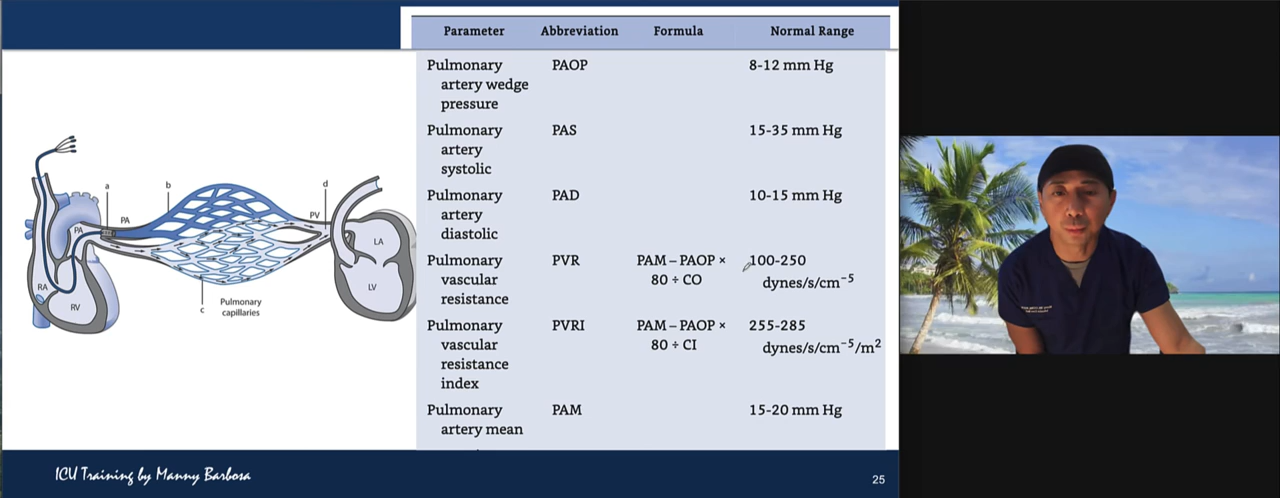 Parameter Abbreviation Formula Normal Range
Pulmonary artery wedge pressure PAOP 8-12 mm Hg
Pulmonary artery systolic PAS 15-35 mm Hg
Pulmonary artery diastolic PAD 10-15 mm Hg
Pulmonary vascular resistance PVR PAM – PAOP × 80 ÷ CO 100-250 dynes/s/cm⁻⁵
Pulmonary vascular resistance index PVRI PAM – PAOP × 80 ÷ CI 255-285 dynes/s/cm⁻⁵/m²
Pulmonary artery mean PAM 15-20 mm Hg
a
b
d
PA
PV
PA
LA
RA
LV
RV
c
Pulmonary
capillaries
ICU Training by Manny Barbosa
25